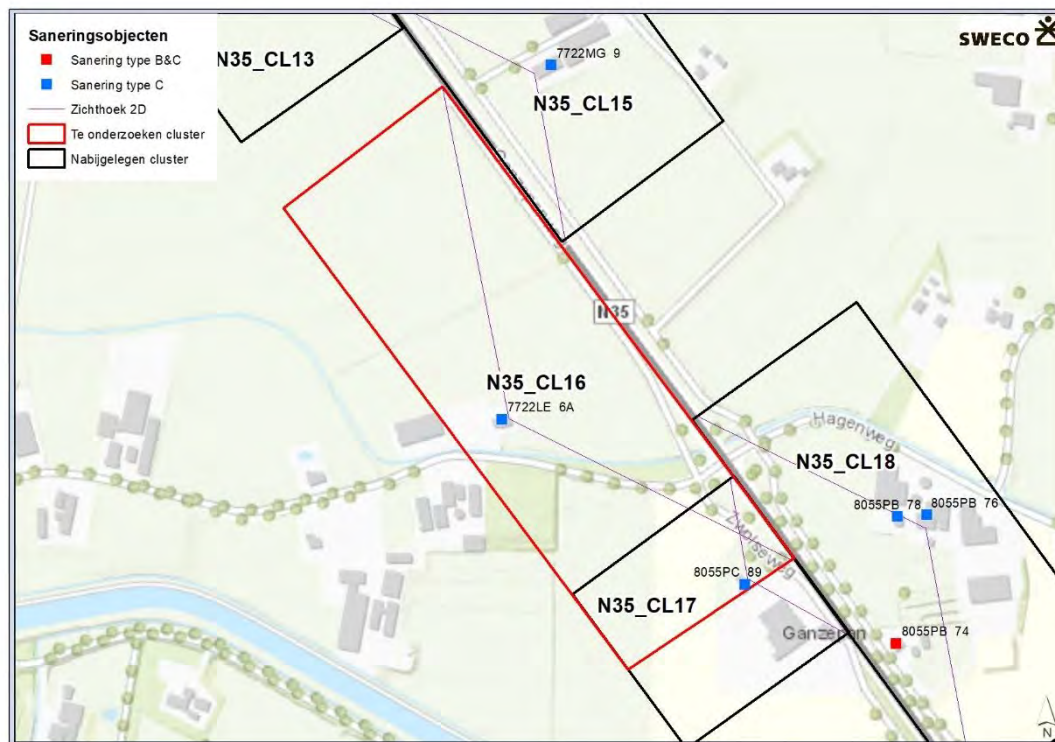 Saneringsobjecten
Sanering type B&C
Sanering type C
Zichthoek 2D
Te onderzoeken cluster
Nabijgelegen cluster
SWECO
N35_CL13
7722MG 9
N35_CL15
N35
N35_CL16
7722LE 6A
Hagenweg
N35_CL18
8055PB 78
8055PB 76
Zwolseweg
8055PC 89
N35_CL17
Ganzepan
8055PB 74
N